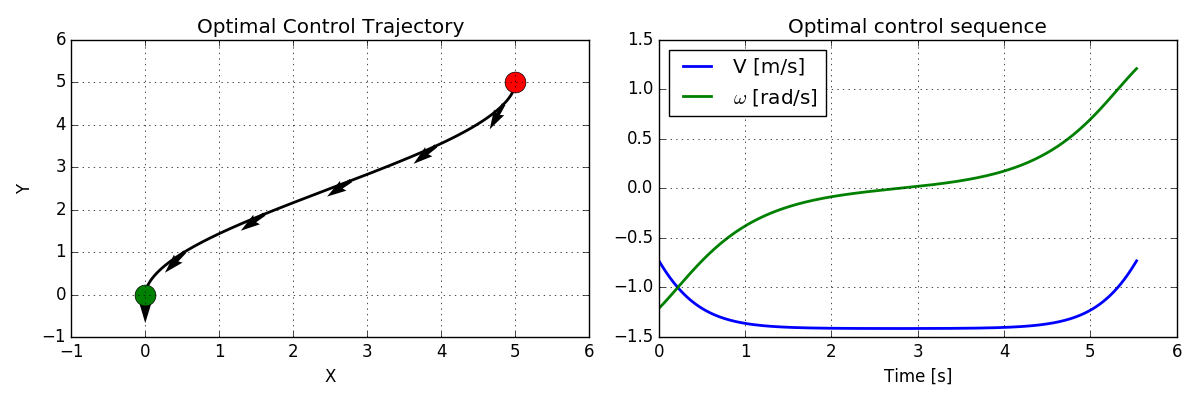 Optimal Control Trajectory
6
5
4
3
2
1
0
−1
Y
−1 0 1 2 3 4 5 6
X
Optimal control sequence
V [m/s]
ω [rad/s]
1.5
1.0
0.5
0.0
−0.5
−1.0
−1.5
0 1 2 3 4 5 6
Time [s]